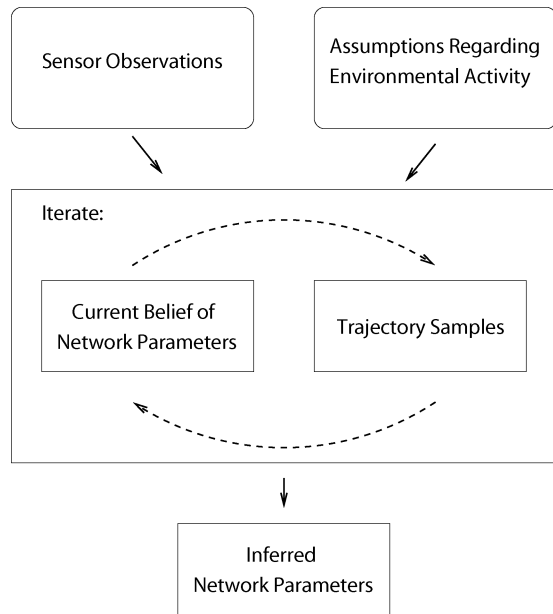 Sensor Observations
Assumptions Regarding
Environmental Activity
Iterate:
Current Belief of
Network Parameters
Trajectory Samples
Inferred
Network Parameters